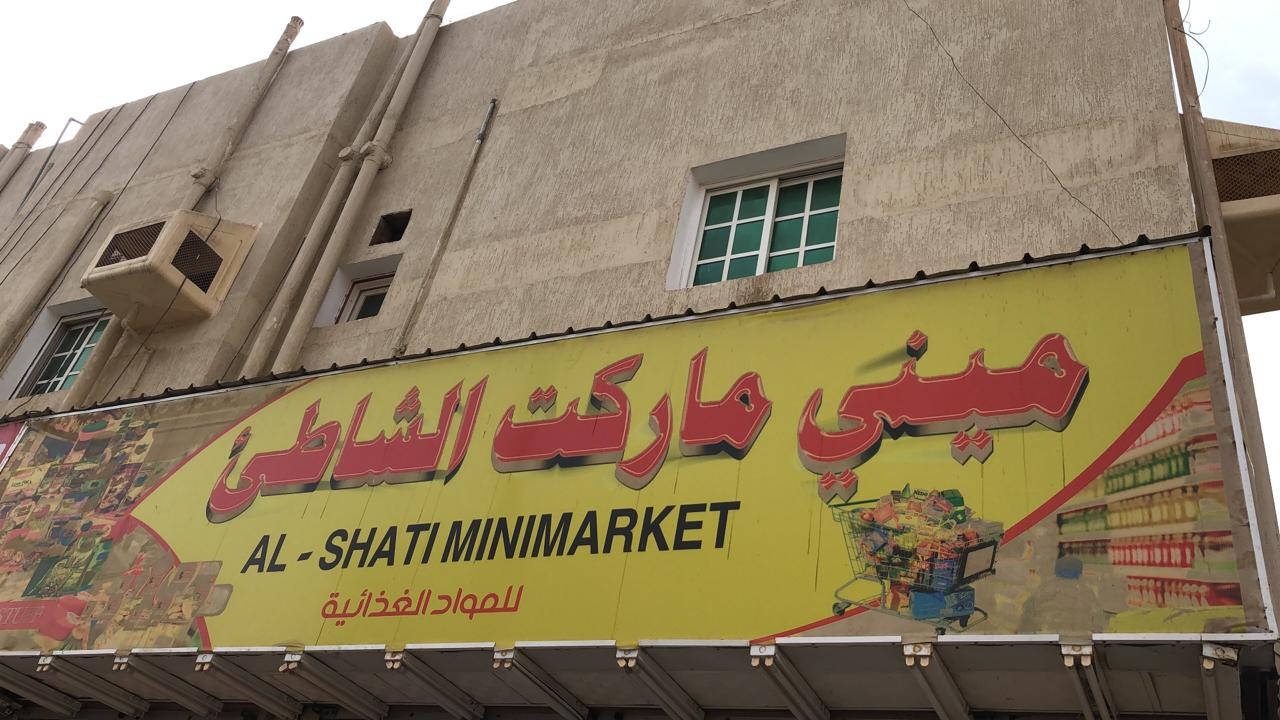 ميني ماركت الشاطئ
AL - SHATI MINIMARKET
للمواد الغذائية